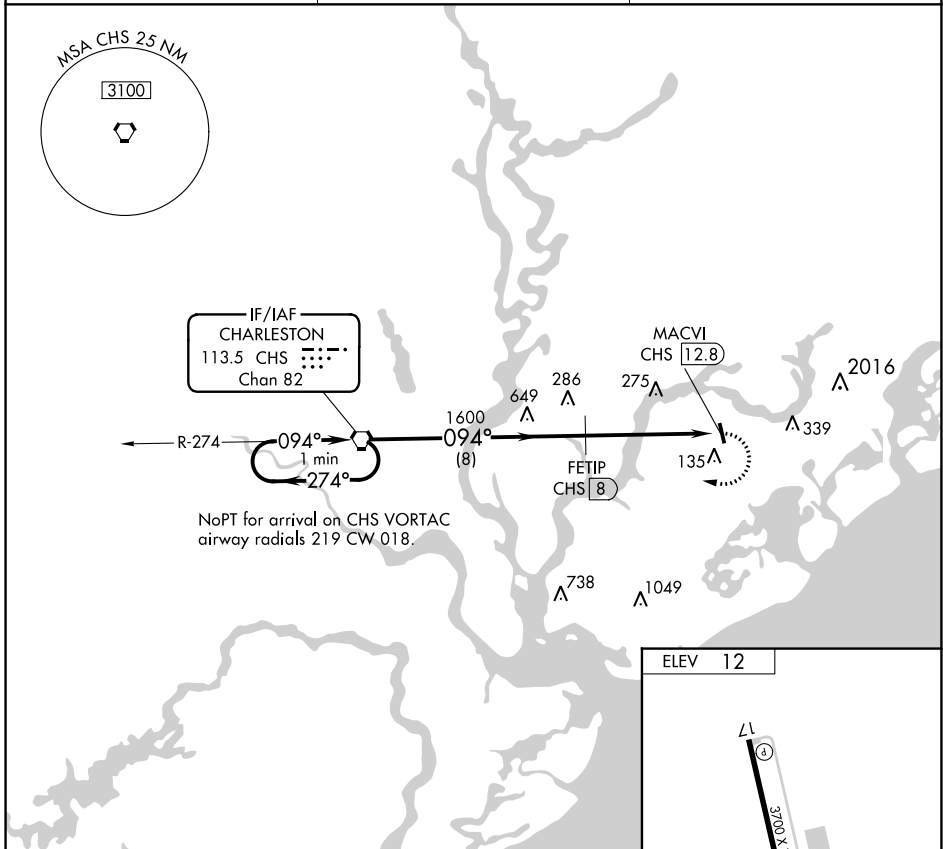 MSA CHS 25 NM
3100
IF/IAF
CHARLESTON
113.5 CHS
Chan 82
MACVI
CHS 12.8
2016
286
275
649
339
1600
R-274
094°
094°
1 min
(8)
135
274°
FETIP
CHS 8
NoPT for arrival on CHS VORTAC
airway radials 219 CW 018.
738
1049
ELEV 12
17
P
3700 X